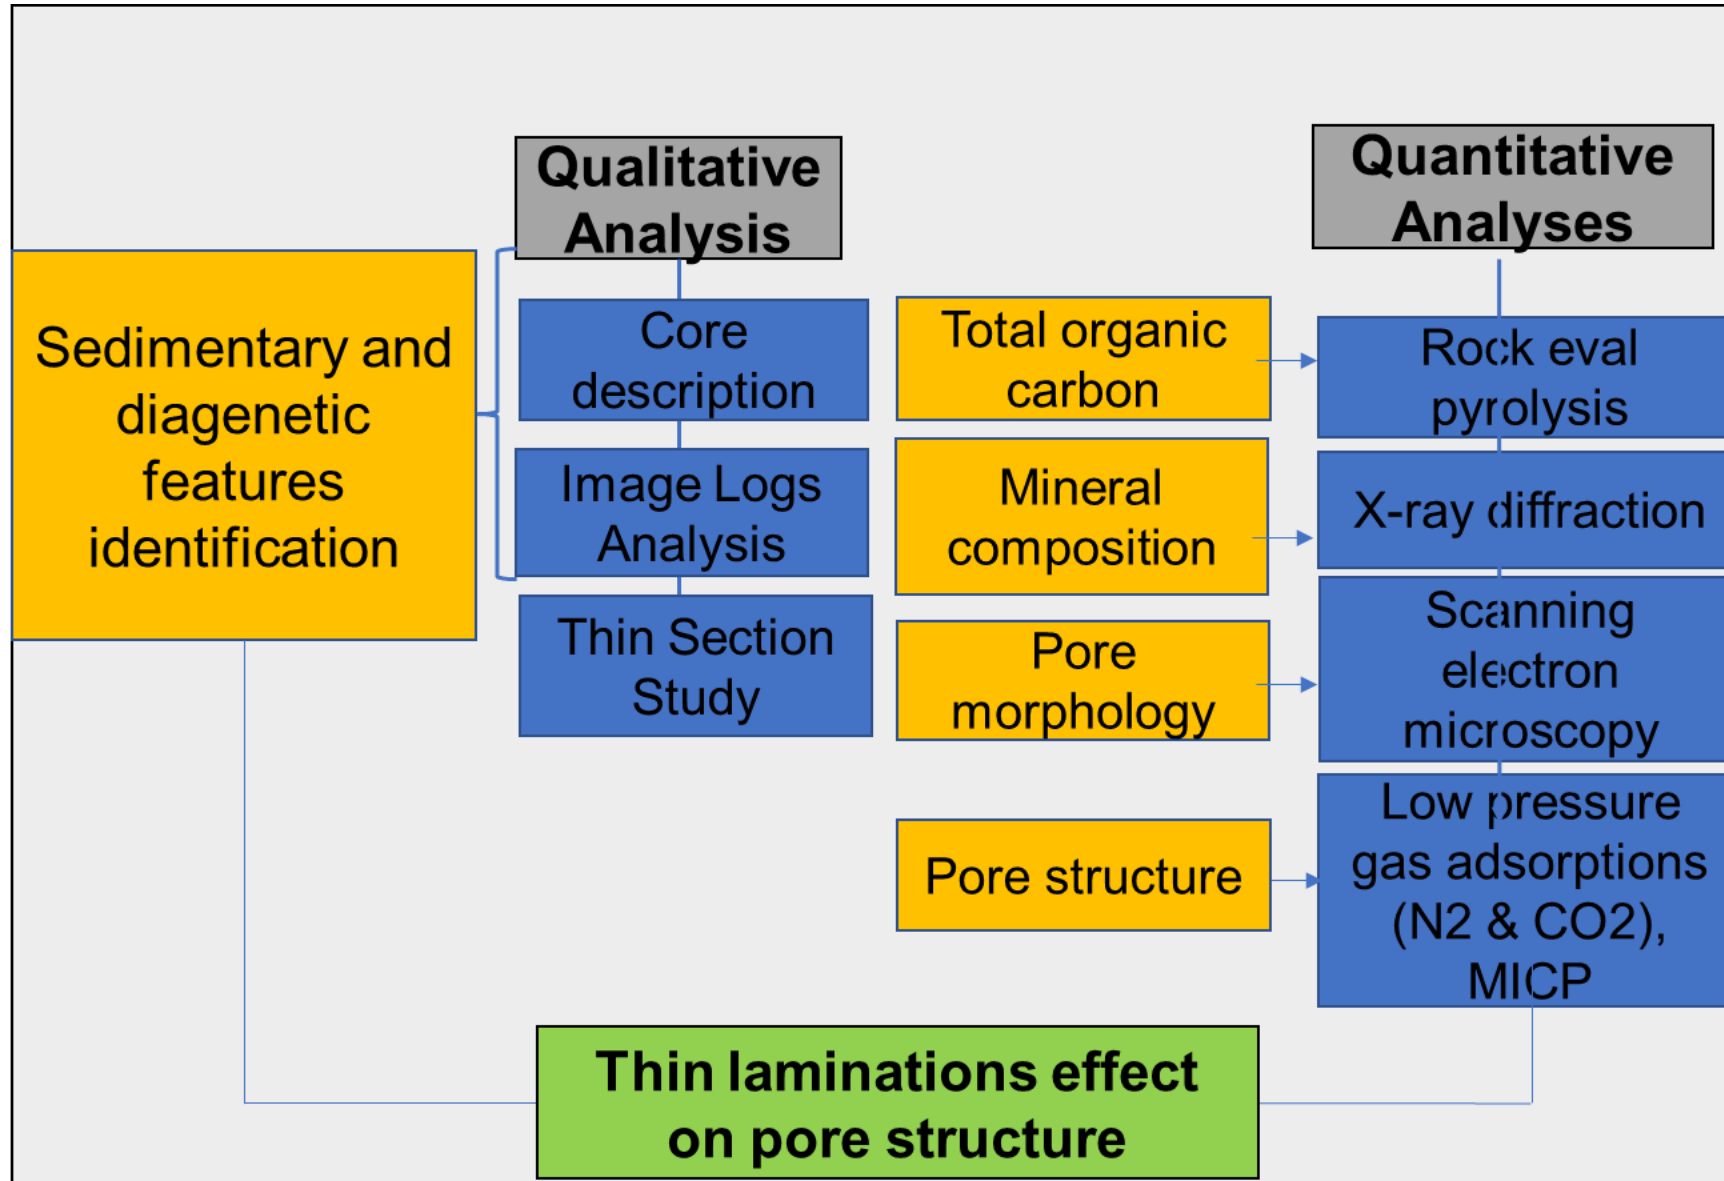 Qualitative
Analysis
Quantitative
Analyses
Sedimentary and
diagenetic
features
identification
Core
description
Image Logs
Analysis
Thin Section
Study
Total organic
carbon
Mineral
composition
Pore
morphology
Pore structure
Rock eval
pyrolysis
X-ray diffraction
Scanning
electron
microscopy
Low pressure
gas adsorptions
(N2 & CO2),
MICP
Thin laminations effect
on pore structure